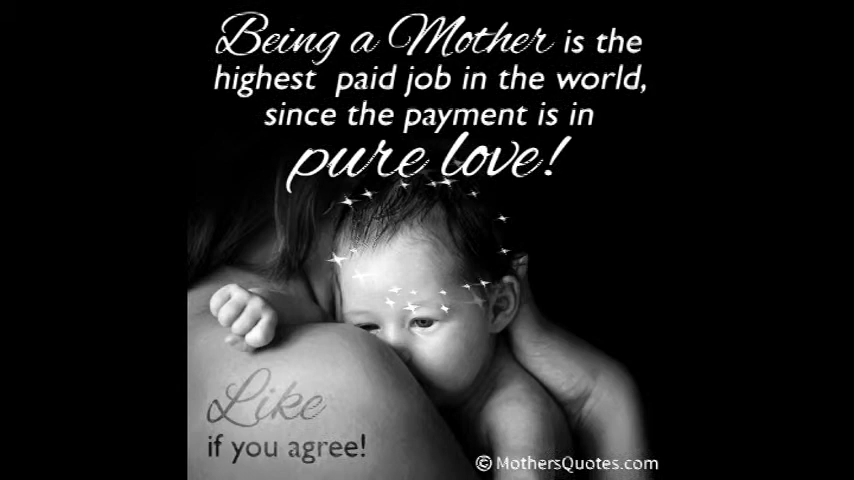 Being a Mother is the
highest paid job in the world,
since the payment is in
pure love!
Like
if you agree!
© MothersQuotes.com